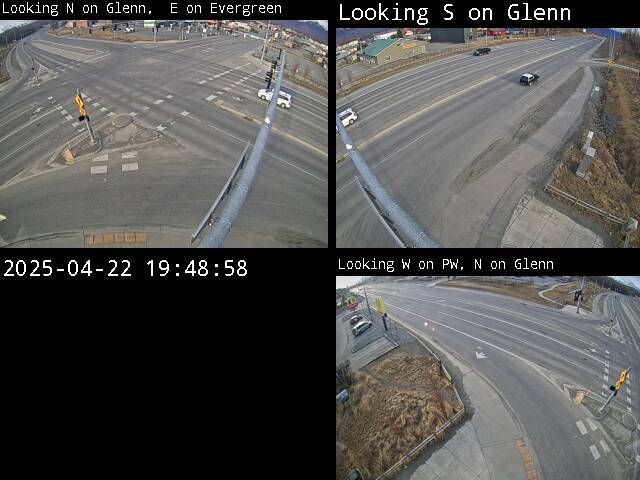 Looking N on Glenn,  E on Evergreen
Looking S on Glenn
2025-04-22 19:48:58
Looking W on PW, N on Glenn